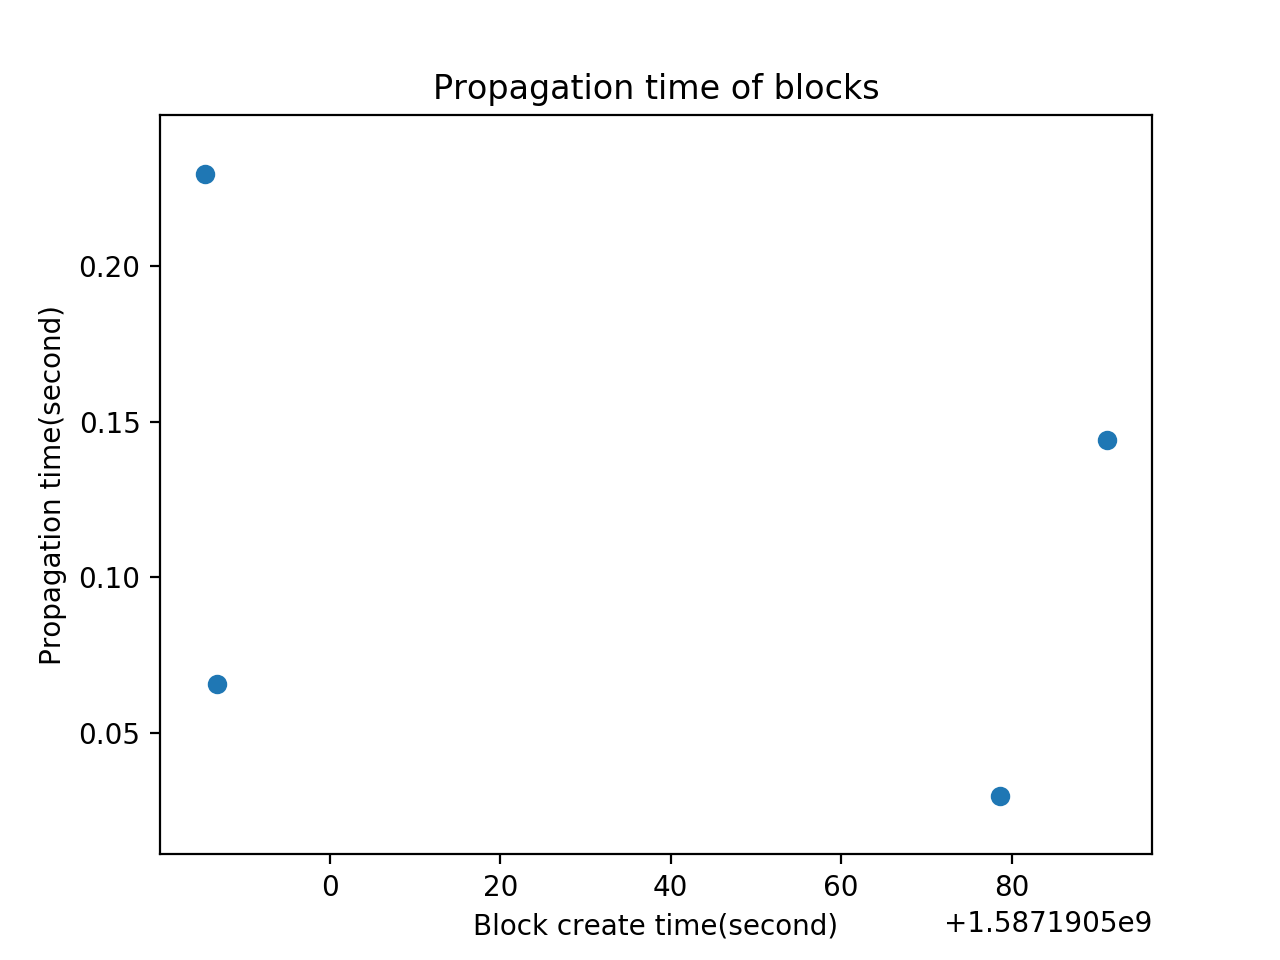 Propagation time of blocks
Propagation time(second)
0.20
0.15
0.10
0.05
0 20 40 60 80
Block create time(second)
+1.5871905e9